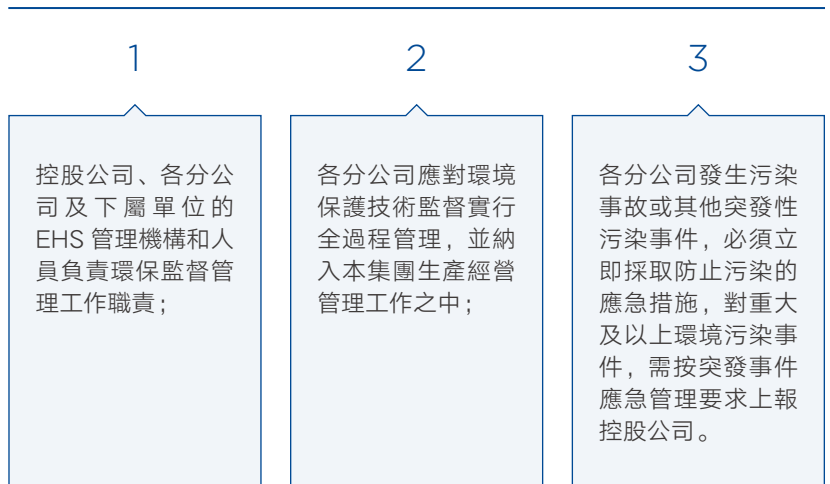 1
控股公司、各分公
司及下屬單位的
EHS 管理機構和人
員負責環保監督管
理工作職責；
2
各分公司應對環境
保護技術監督實行
全過程管理，並納
入本集團生產經營
管理工作之中；
3
各分公司發生污染
事故或其他突發性
污染事件，必須立
即採取防止污染的
應急措施，對重大
及以上環境污染事
件，需按突發事件
應急管理要求上報
控股公司。